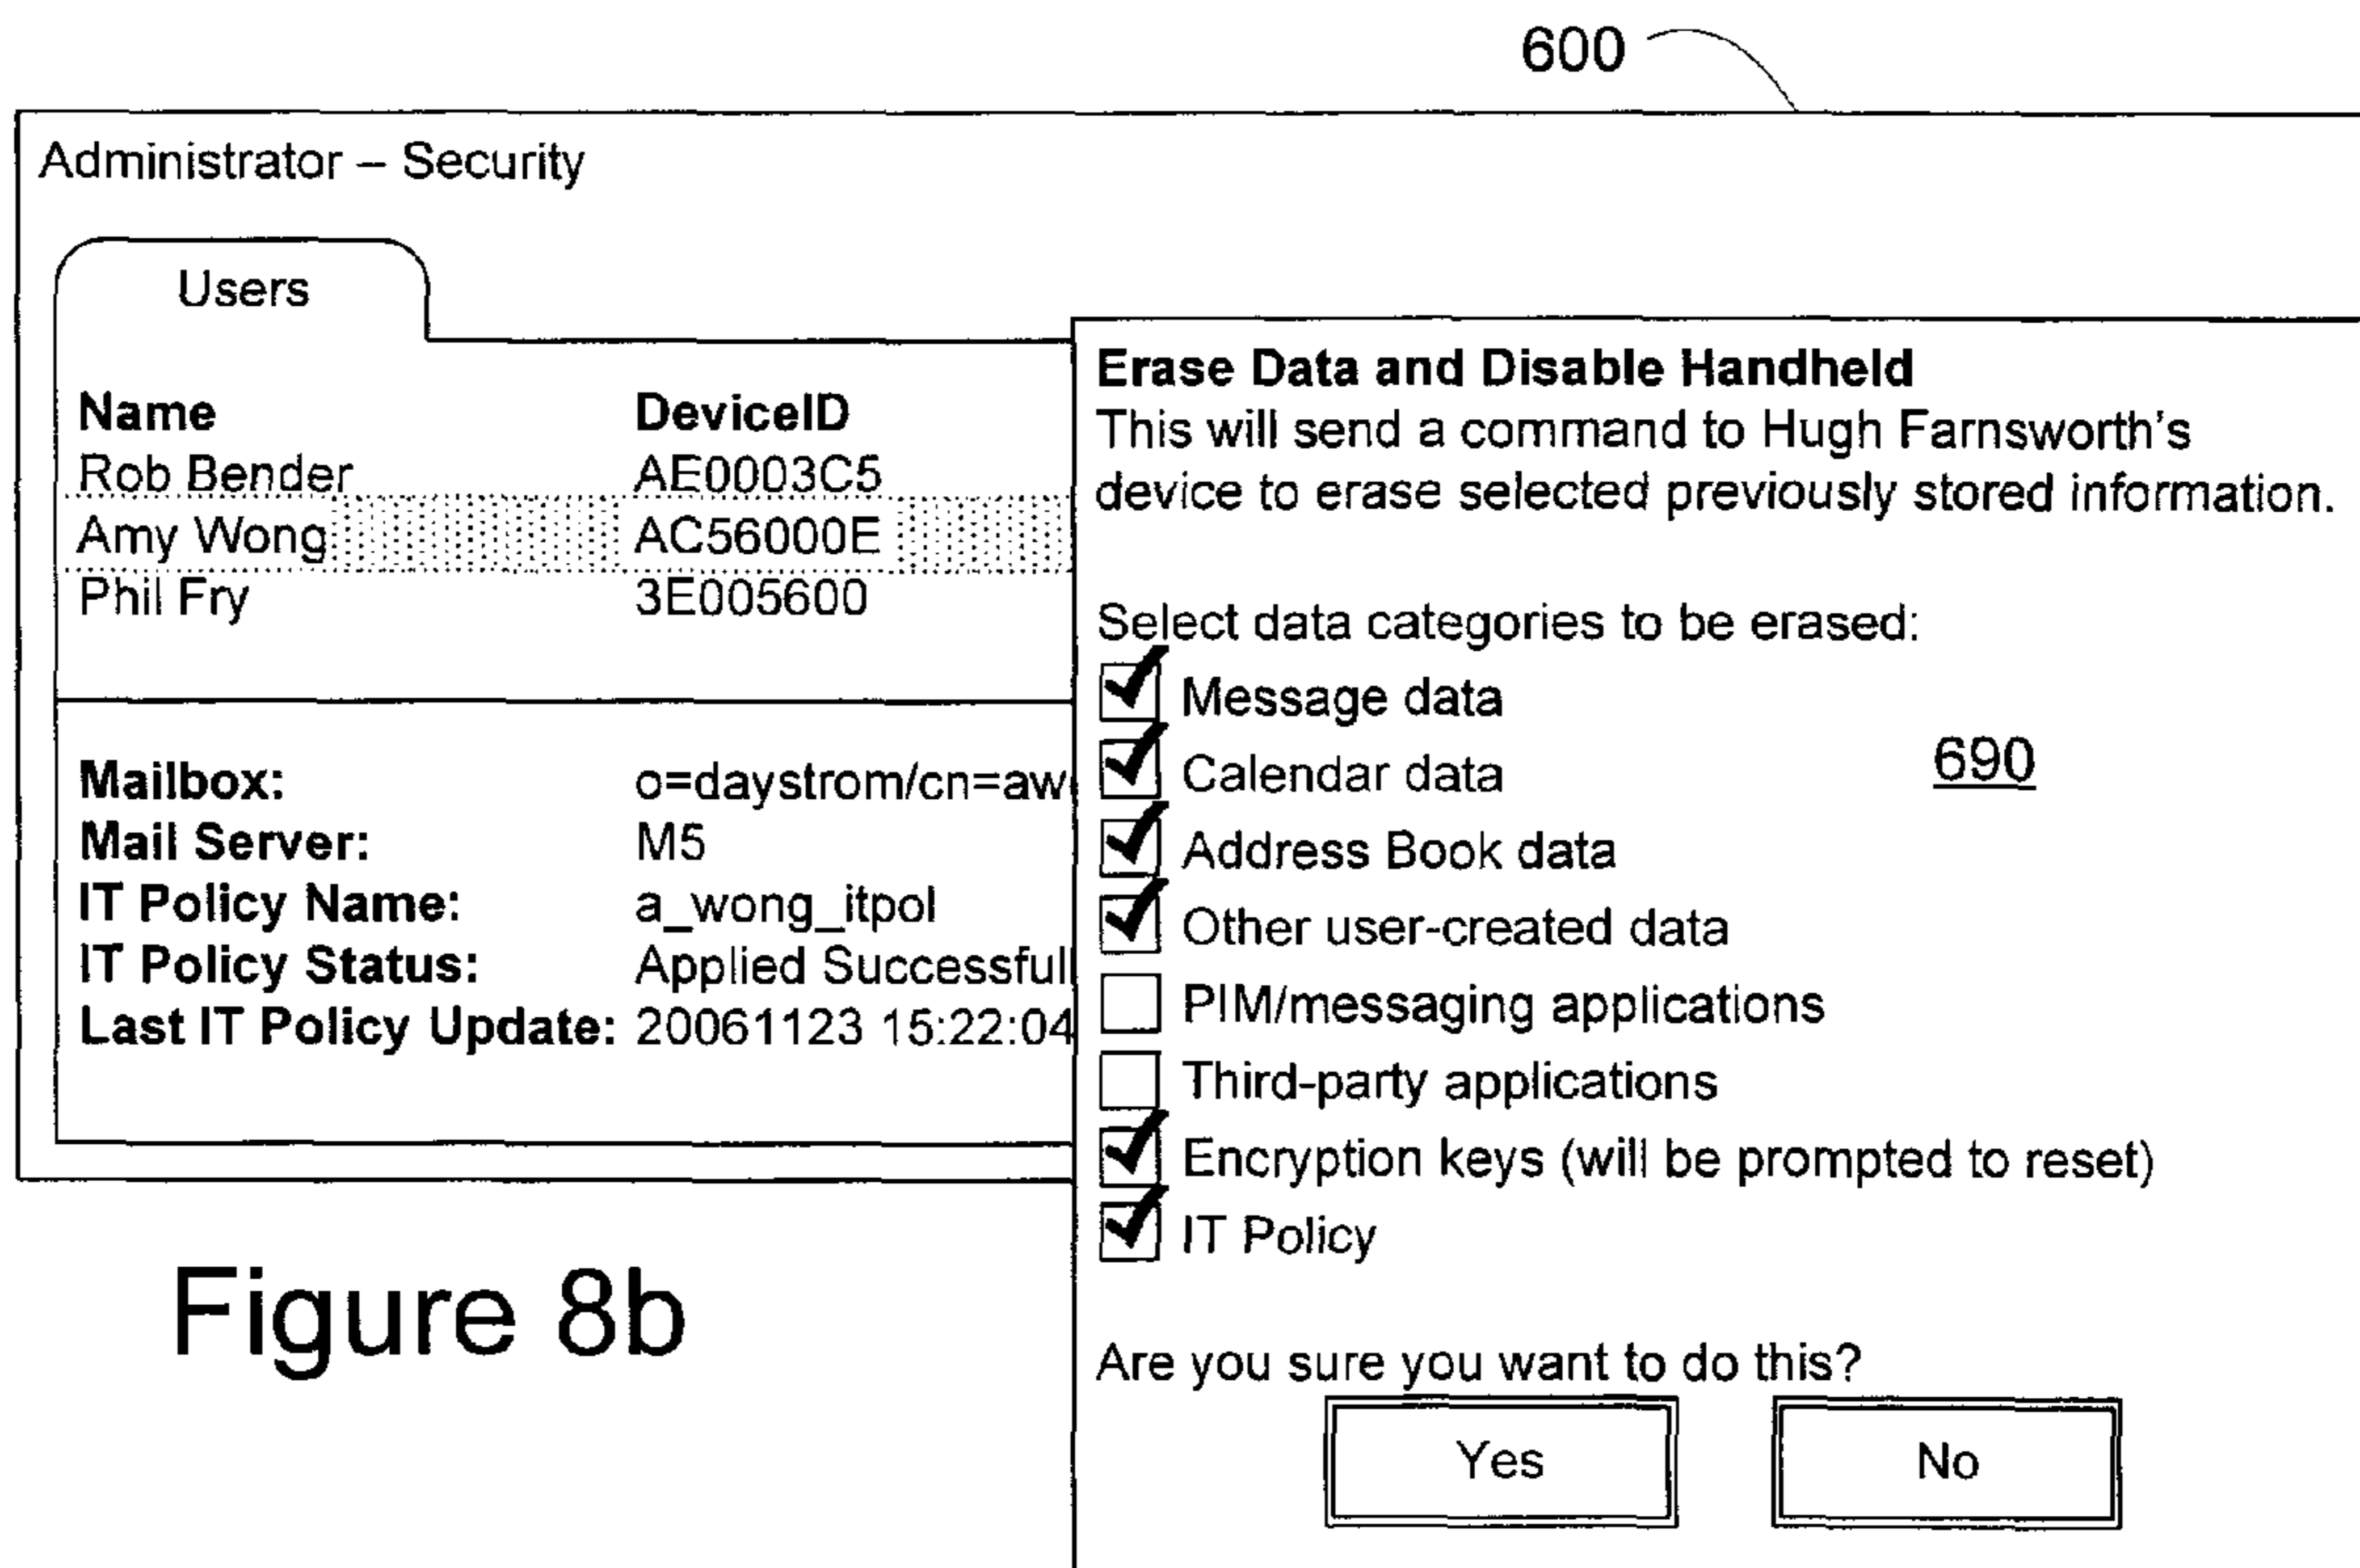 600
Administrator – Security
Users
Name DeviceID
Rob Bender AE0003C5
Amy Wong AC56000E
Phil Fry 3E005600
Mailbox: o=daystrom/cn=aw
Mail Server: M5
IT Policy Name: a_wong_itpol
IT Policy Status: Applied Successful
Last IT Policy Update: 20061123 15:22:04
Erase Data and Disable Handheld
This will send a command to Hugh Farnsworth's
device to erase selected previously stored information.
Select data categories to be erased:
Message data
Calendar data
690
Address Book data
Other user-created data
PIM/messaging applications
Third-party applications
Encryption keys (will be prompted to reset)
IT Policy
Are you sure you want to do this?
Yes No
Figure 8b